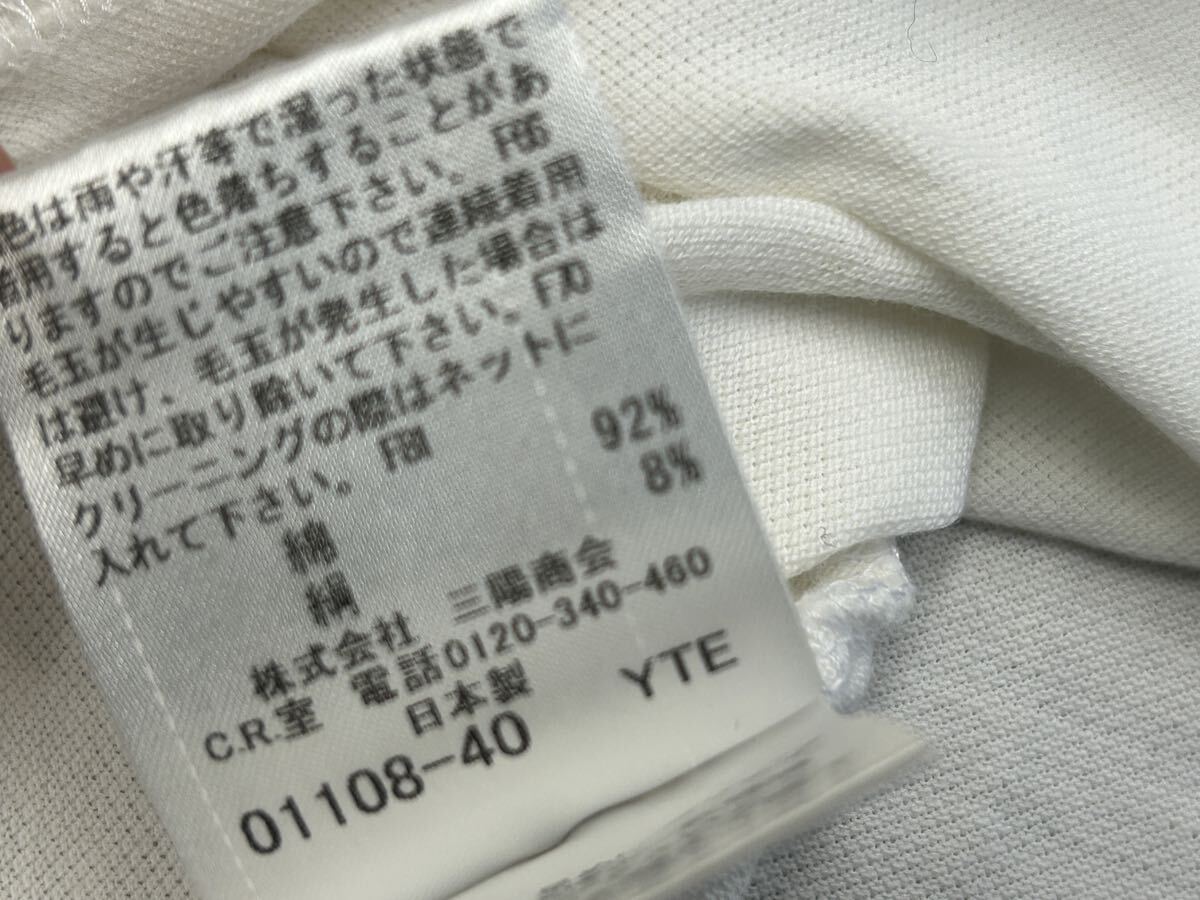 色は雨や汗等で湿った状態で
着用すると色落ちすることがあ
りますのでご注意下さい。 F65
毛玉が生じやすいので連続着用
は避け、毛玉が発生した場合は
早めに取り除いて下さい。F70
クリーニングの際はネットに
入れて下さい。 F81
綿 92%
絹 8%
株式会社 三陽商会
C.R.室 電話0120-340-460
日本製
01108-40 YTE